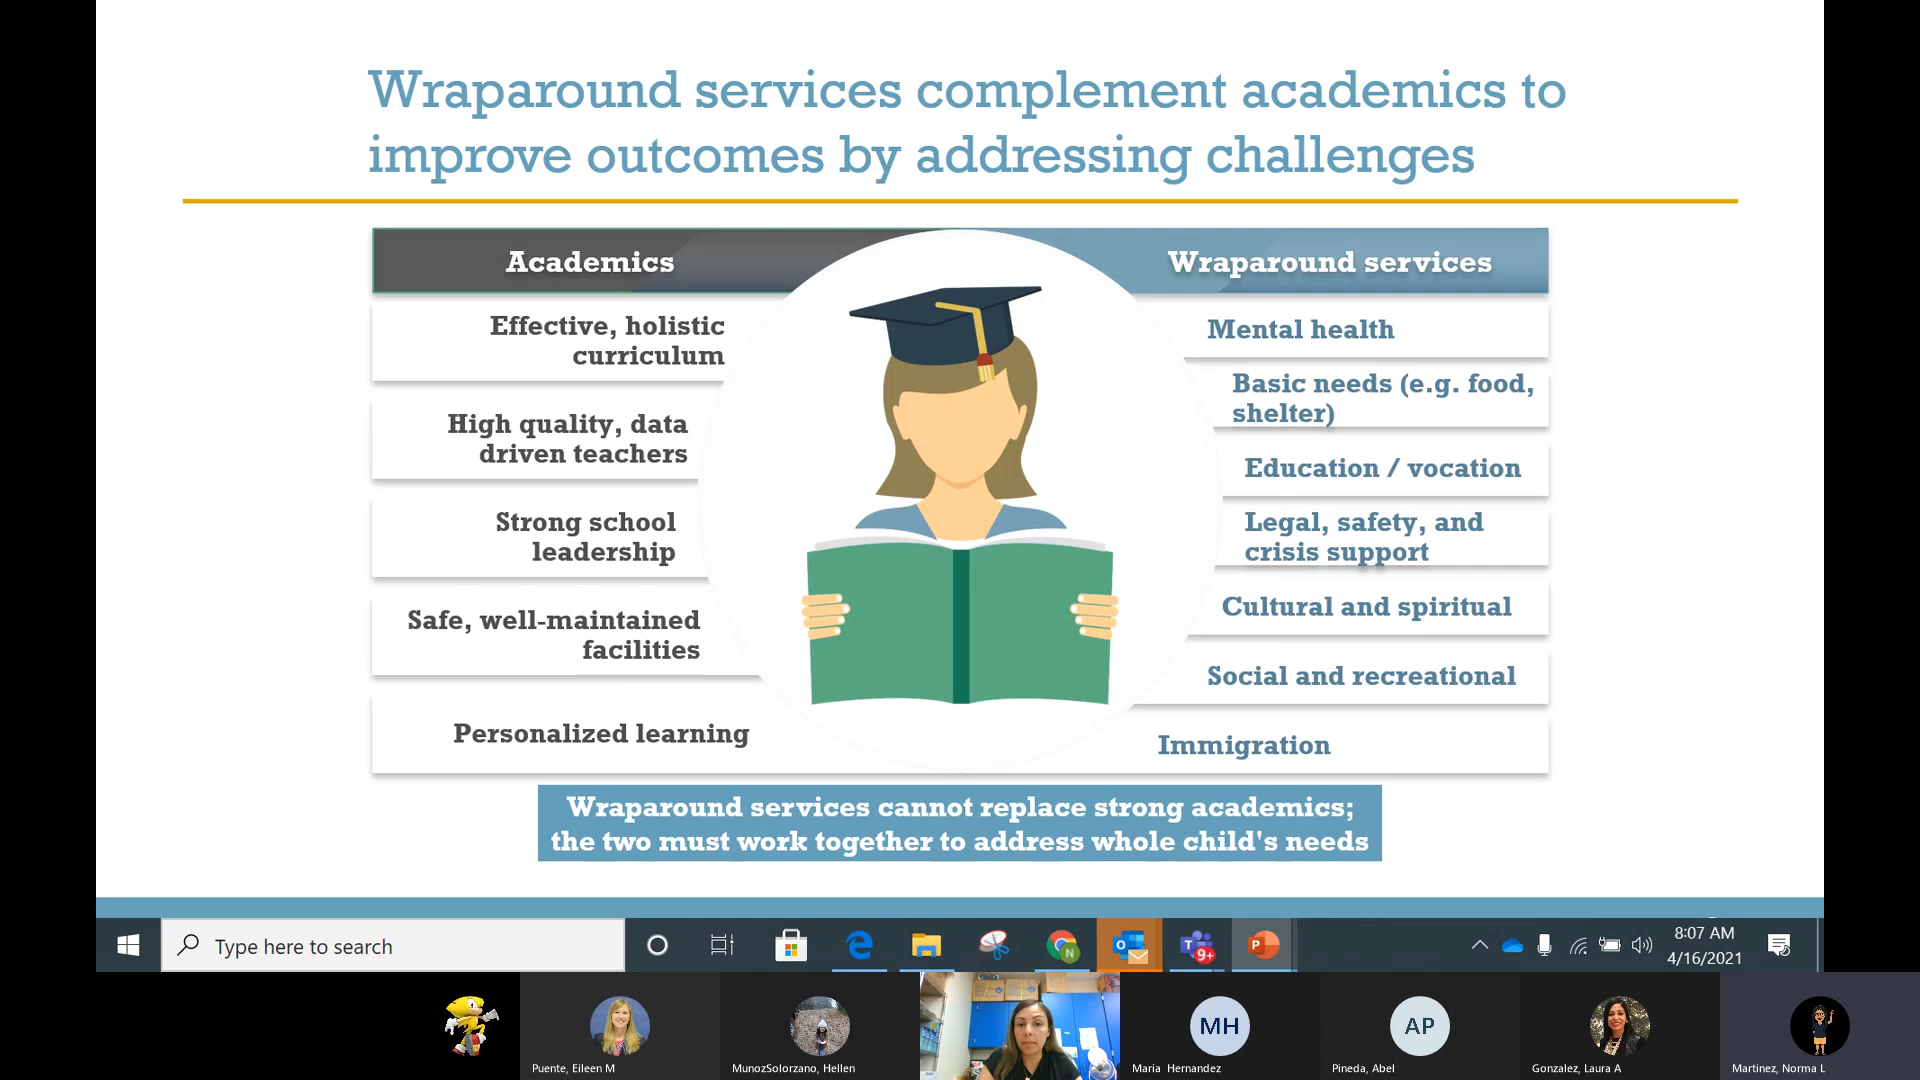 Wraparound services complement academics to
improve outcomes by addressing challenges
Academics
Effective, holistic
curriculum
High quality, data
driven teachers
Strong school
leadership
Safe, well-maintained
facilities
Personalized learning
Wraparound services
Mental health
Basic needs (e.g. food,
shelter)
Education / vocation
Legal, safety, and
crisis support
Cultural and spiritual
Social and recreational
Immigration
Wraparound services cannot replace strong academics;
the two must work together to address whole child's needs
Type here to search
N
O
T
9+
P
8:07 AM
4/16/2021
MH
AP
Puente, Eileen M
MunozSolorzano, Hellen
Maria Hernandez
Pineda, Abel
Gonzalez, Laura A
Martinez, Norma L